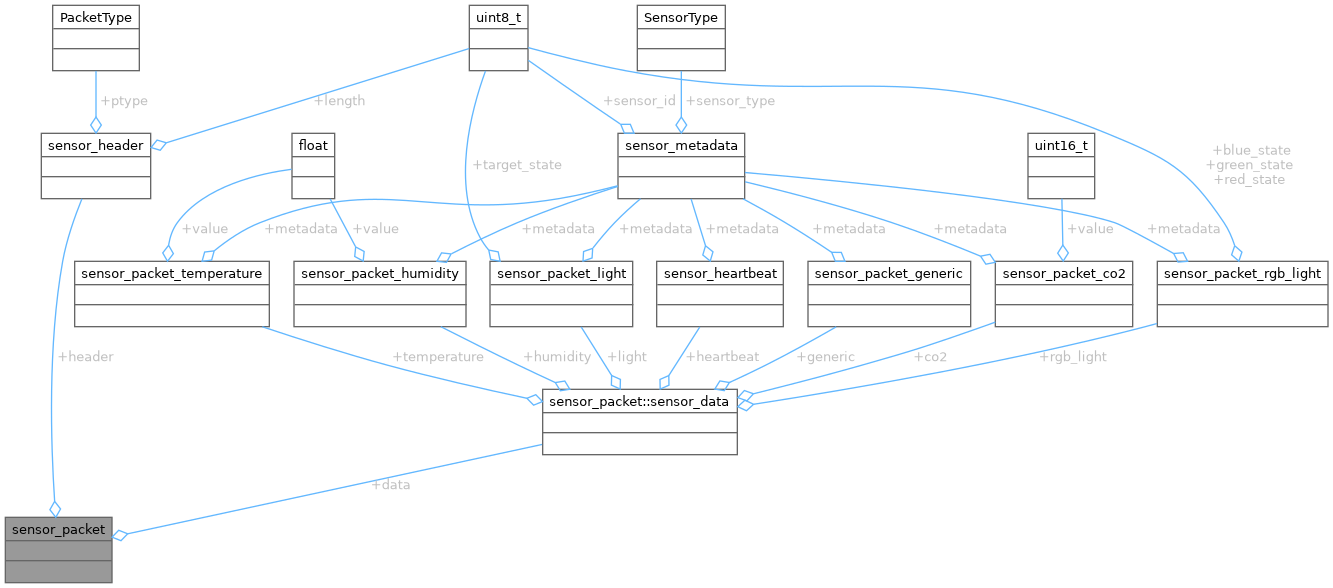 PacketType
uint8_t
SensorType
+ptype
+length
+sensor_id
+sensor_type
sensor_header
float
sensor_metadata
uint16_t
+blue_state
+green_state
+red_state
+target_state
+value
+metadata
+value
+metadata
+metadata
+metadata
+metadata
+metadata
+value
+metadata
sensor_packet_temperature
sensor_packet_humidity
sensor_packet_light
sensor_heartbeat
sensor_packet_generic
sensor_packet_co2
sensor_packet_rgb_light
+header
+temperature
+humidity
+light
+heartbeat
+generic
+co2
+rgb_light
sensor_packet::sensor_data
+data
sensor_packet